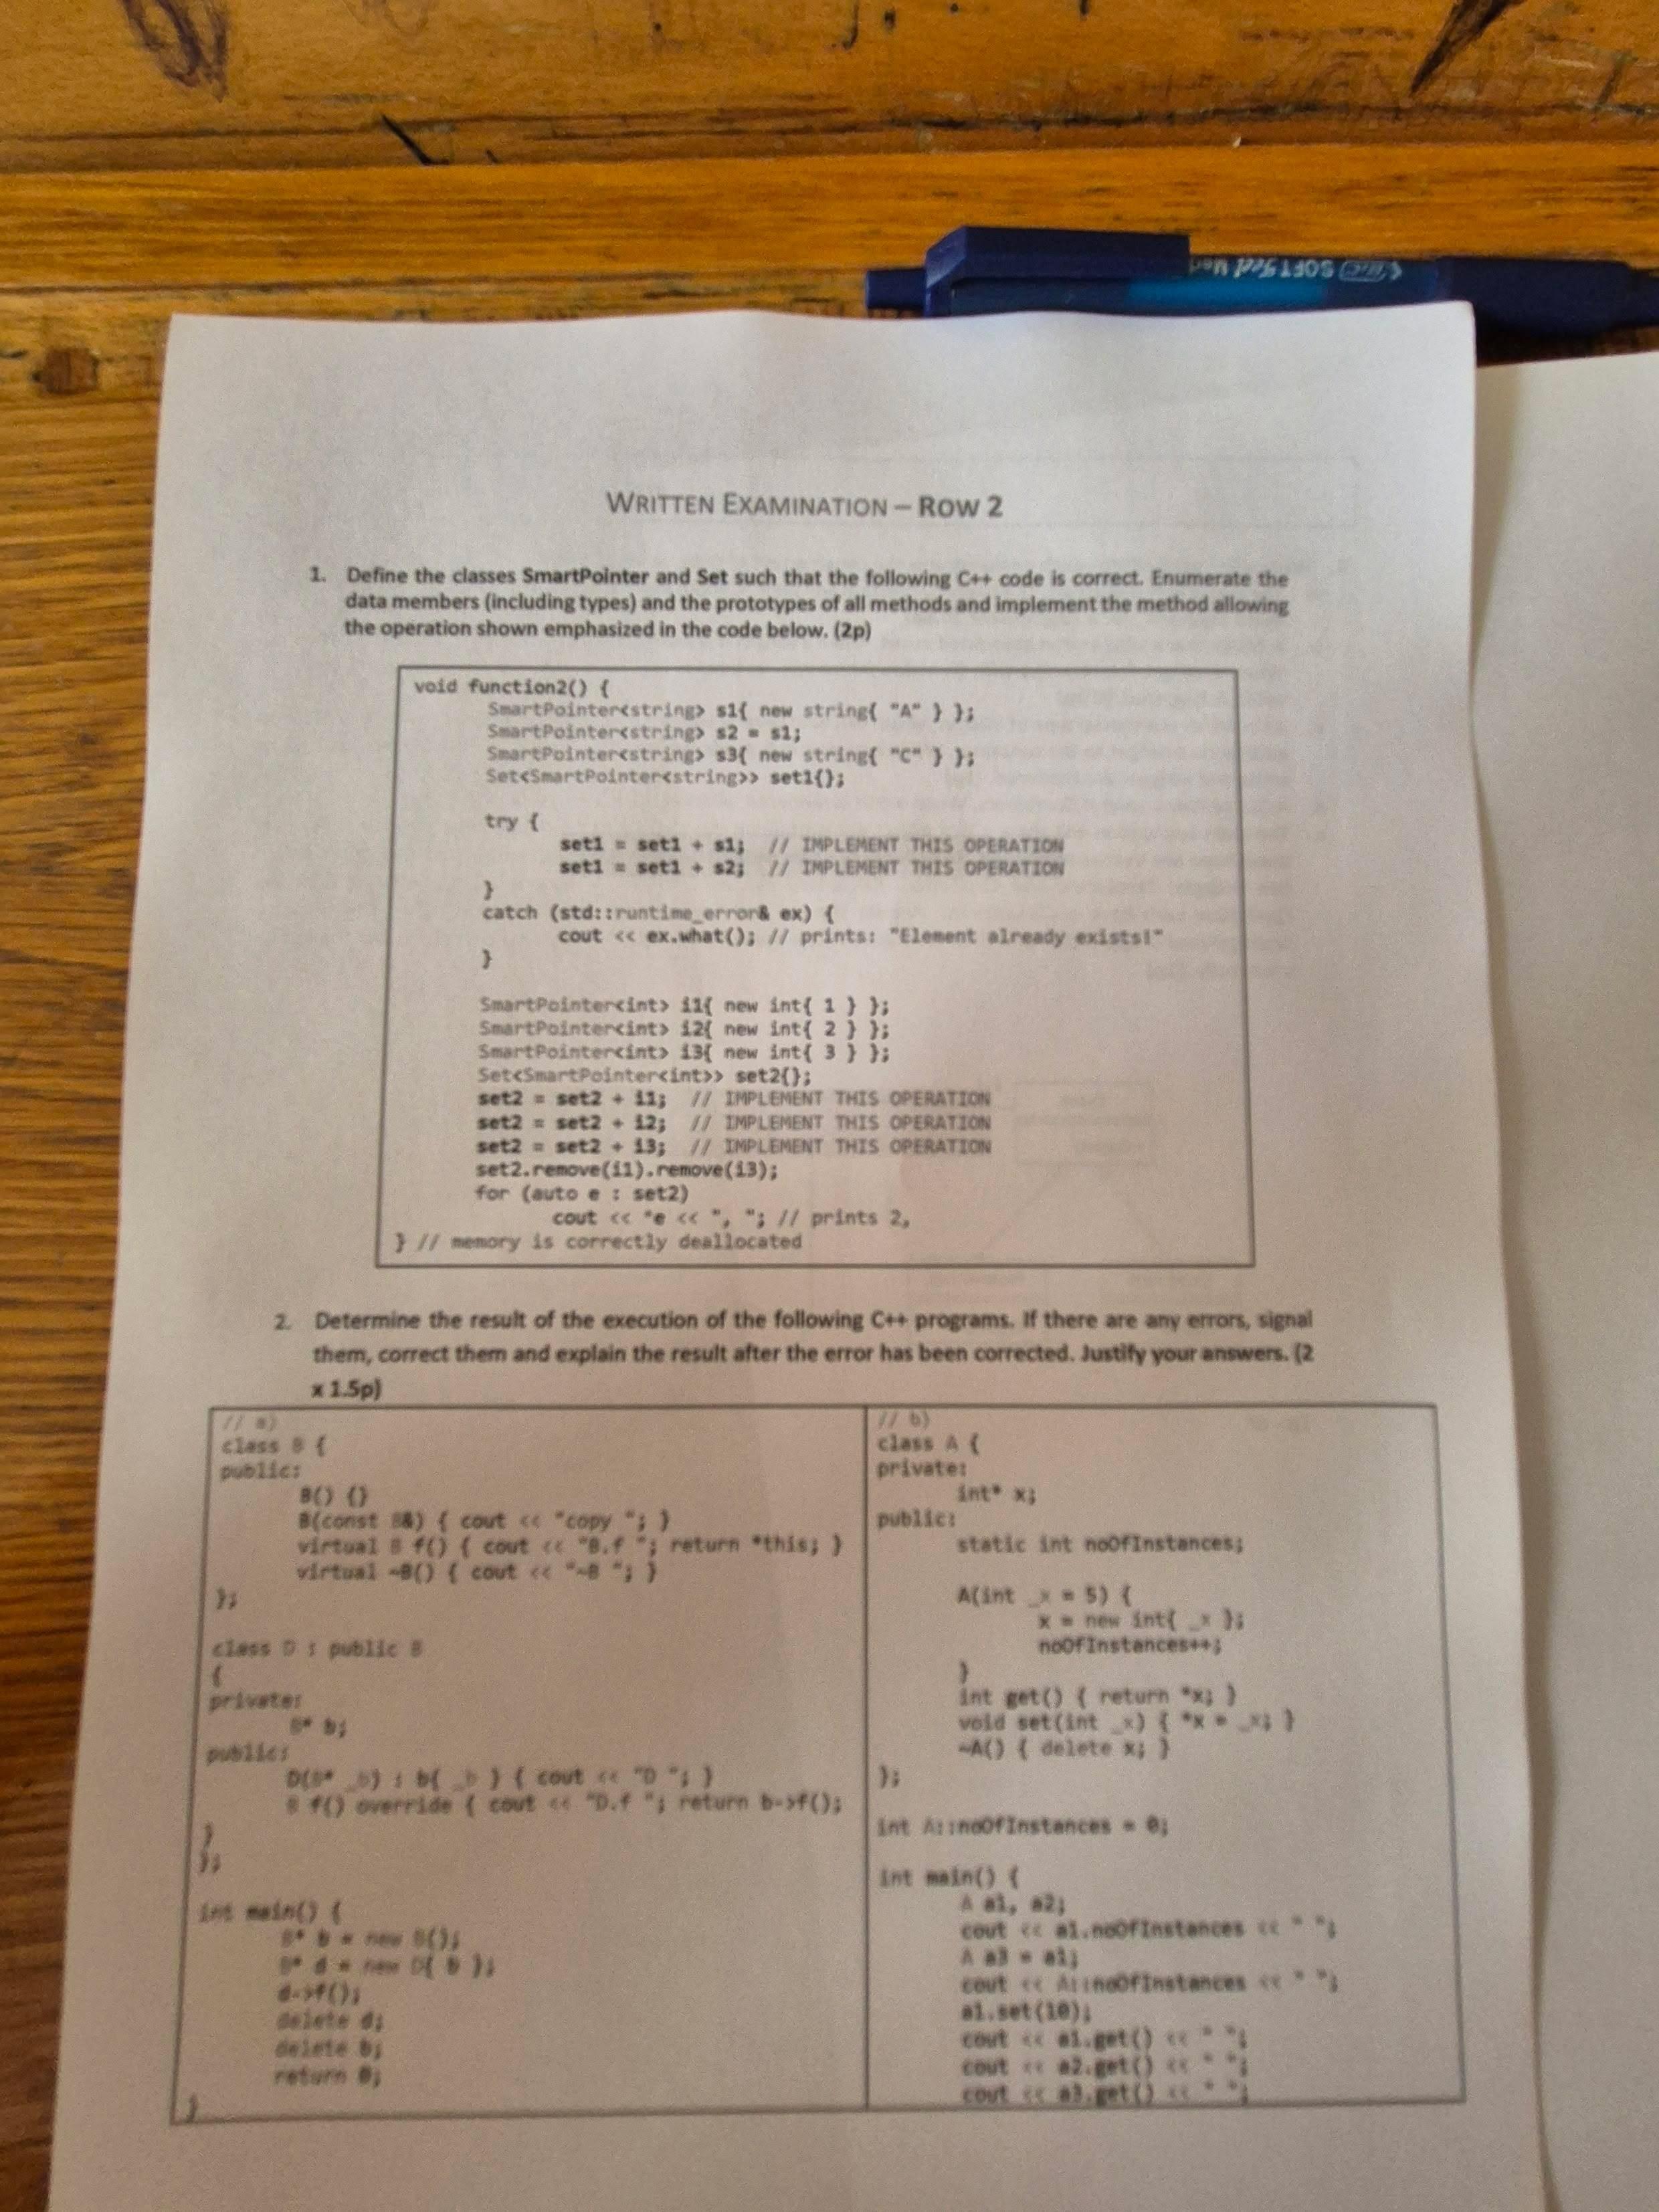 SOFTFeel Med
WRITTEN EXAMINATION – ROW 2
1. Define the classes SmartPointer and Set such that the following C++ code is correct. Enumerate the
data members (including types) and the prototypes of all methods and implement the method allowing
the operation shown emphasized in the code below. (2p)
void function2() {
SmartPointer<string> s1{ new string{ "A" } };
SmartPointer<string> s2 = s1;
SmartPointer<string> s3{ new string{ "C" } };
Set<SmartPointer<string>> set1{};
try {
set1 = set1 + s1; // IMPLEMENT THIS OPERATION
set1 = set1 + s2; // IMPLEMENT THIS OPERATION
}
catch (std::runtime_error& ex) {
cout << ex.what(); // prints: "Element already exists!"
}
SmartPointer<int> i1{ new int{ 1 } };
SmartPointer<int> i2{ new int{ 2 } };
SmartPointer<int> i3{ new int{ 3 } };
Set<SmartPointer<int>> set2{};
set2 = set2 + i1; // IMPLEMENT THIS OPERATION
set2 = set2 + i2; // IMPLEMENT THIS OPERATION
set2 = set2 + i3; // IMPLEMENT THIS OPERATION
set2.remove(i1).remove(i3);
for (auto e : set2)
cout << *e << ", "; // prints 2,
} // memory is correctly deallocated
2. Determine the result of the execution of the following C++ programs. If there are any errors, signal
them, correct them and explain the result after the error has been corrected. Justify your answers. (2
x 1.5p)
// a)
class B {
public:
B() {}
B(const B&) { cout << "copy "; }
virtual B f() { cout << "B.f "; return *this; }
virtual ~B() { cout << "~B "; }
};
class D : public B
{
private:
B* b;
public:
D(B* _b) : b{ _b } { cout << "D "; }
B f() override { cout << "D.f "; return b->f();
}
};
int main() {
B* b = new B();
B* d = new D{ b };
d->f();
delete d;
delete b;
return 0;
}
// b)
class A {
private:
int* x;
public:
static int noOfInstances;
A(int _x = 5) {
x = new int{ _x };
noOfInstances++;
}
int get() { return *x; }
void set(int _x) { *x = _x; }
~A() { delete x; }
};
int A::noOfInstances = 0;
int main() {
A a1, a2;
cout << a1.noOfInstances << " ";
A a3 = a1;
cout << A::noOfInstances << " ";
a1.set(10);
cout << a1.get() << " ";
cout << a2.get() << " ";
cout << a3.get() << " ";